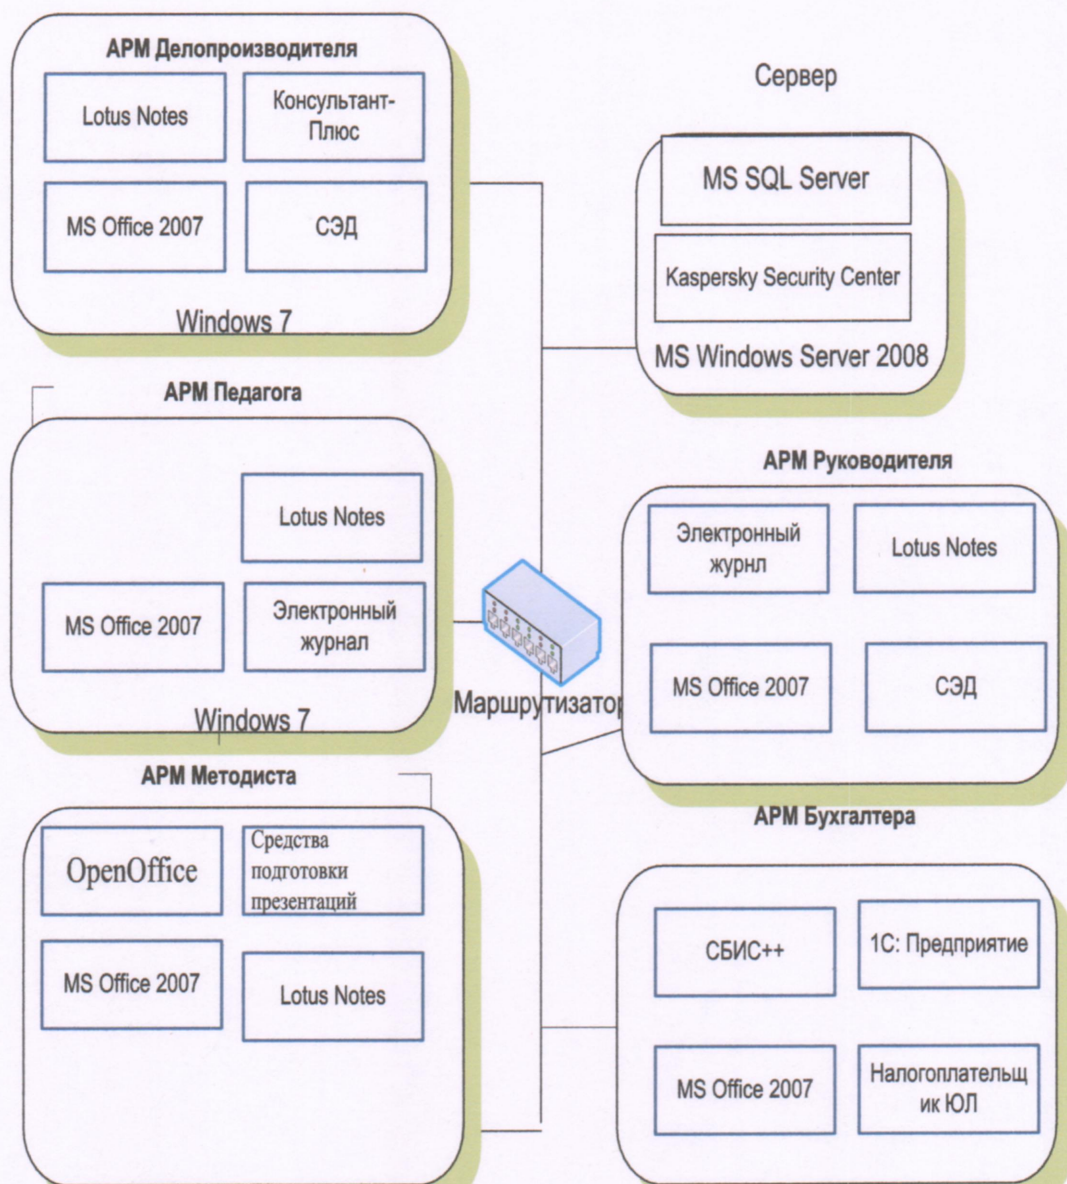 АРМ Делопроизводителя
Lotus Notes
Консультант-
Плюс
MS Office 2007
СЭД
Windows 7
Сервер
MS SQL Server
Kaspersky Security Center
MS Windows Server 2008
АРМ Педагога
Lotus Notes
MS Office 2007
Электронный
журнал
Windows 7
Маршрутизатор
АРМ Руководителя
Электронный
журнл
Lotus Notes
MS Office 2007
СЭД
АРМ Методиста
OpenOffice
Средства
подготовки
презентаций
MS Office 2007
Lotus Notes
АРМ Бухгалтера
СБИС++
1С: Предприятие
MS Office 2007
Налогоплательщ
ик ЮЛ